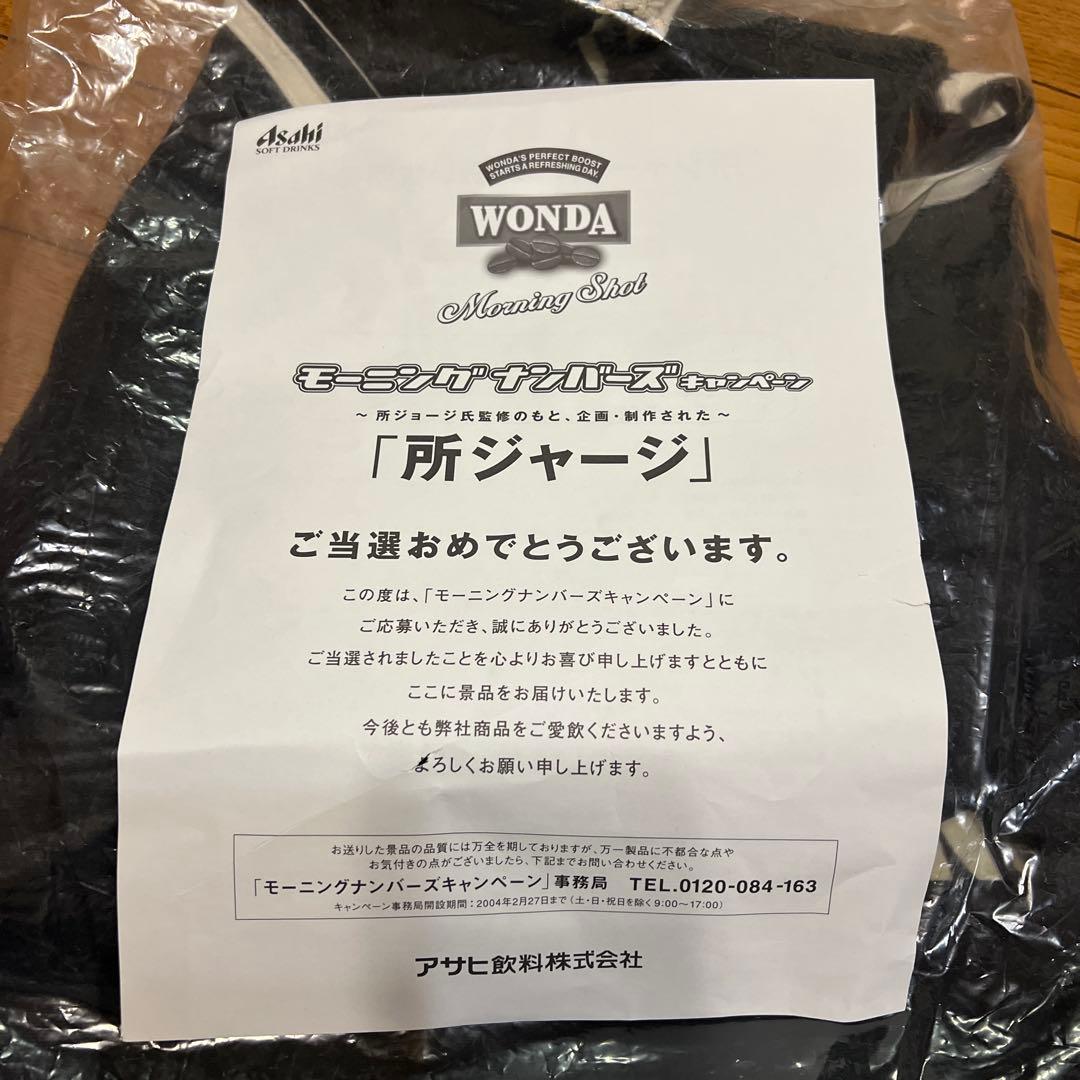 Asahi
SOFT DRINKS
WONDA'S PERFECT BOOST
STARTS A REFRESHING DAY.
WONDA
Morning Shot
モーニングナンバーズキャンペーン
～所ジョージ氏監修のもと、企画・制作された～
「所ジャージ」
ご当選おめでとうございます。
この度は、「モーニングナンバーズキャンペーン」に
ご応募いただき、誠にありがとうございました。
ご当選されましたことを心よりお喜び申し上げますとともに
ここに景品をお届けいたします。
今後とも弊社商品をご愛飲くださいますよう、
よろしくお願い申し上げます。
お送りした景品の品質には万全を期しておりますが、万一製品に不都合な点や
お気付きの点がございましたら、下記までお問い合わせください。
「モーニングナンバーズキャンペーン」事務局 TEL.0120-084-163
キャンペーン事務局開設期間：2004年2月27日まで（土・日・祝日を除く9:00～17:00）
アサヒ飲料株式会社